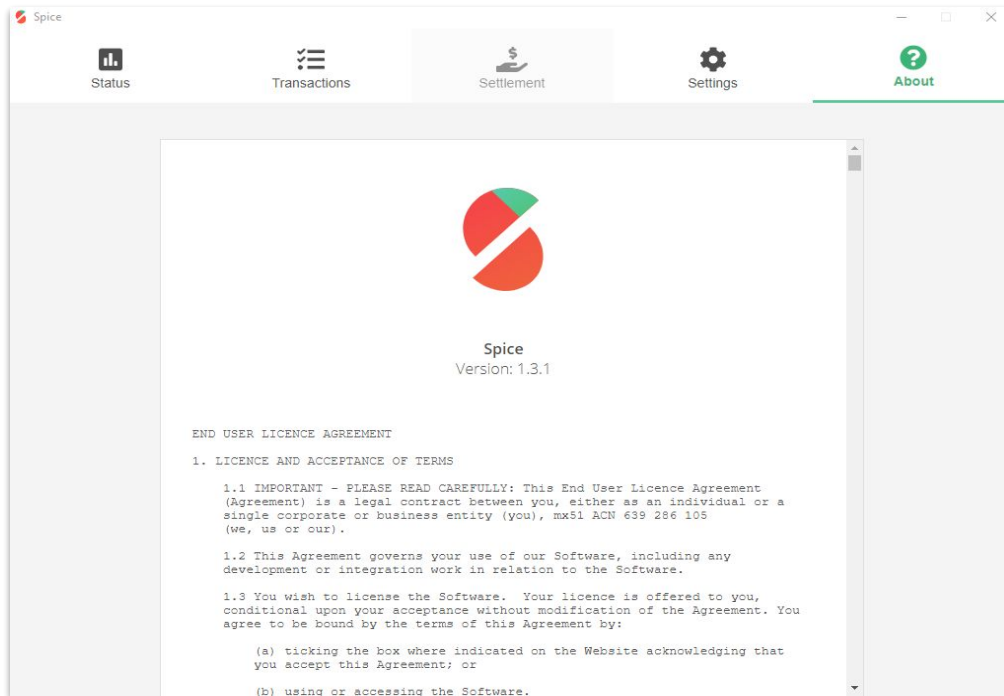 Spice
Status
Transactions
Settlement
Settings
About
Spice
Version: 1.3.1
END USER LICENCE AGREEMENT
1. LICENCE AND ACCEPTANCE OF TERMS
1.1 IMPORTANT – PLEASE READ CAREFULLY: This End User Licence Agreement
(Agreement) is a legal contract between you, either as an individual or a
single corporate or business entity (you), mx51 ACN 639 286 105
(we, us or our).
1.2 This Agreement governs your use of our Software, including any
development or integration work in relation to the Software.
1.3 You wish to license the Software. Your licence is offered to you,
conditional upon your acceptance without modification of the Agreement. You
agree to be bound by the terms of this Agreement by:
(a) ticking the box where indicated on the Website acknowledging that
you accept this Agreement; or
(b) using or accessing the Software.